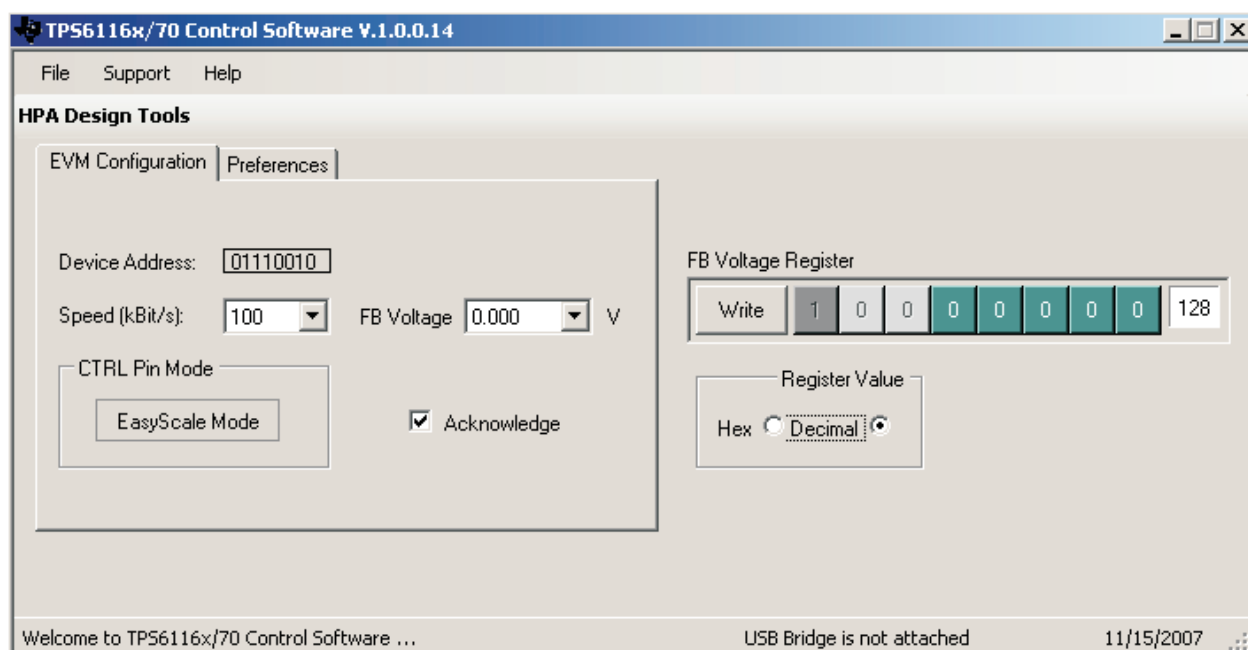 TPS6116x/70 Control Software V.1.0.0.14
File Support Help
HPA Design Tools
EVM Configuration Preferences
Device Address: 01110010
Speed (kBit/s): 100 FB Voltage 0.000 V
CTRL Pin Mode
EasyScale Mode
Acknowledge
FB Voltage Register
Write 1 0 0 0 0 0 0 0 128
Register Value
Hex Decimal
Welcome to TPS6116x/70 Control Software ... USB Bridge is not attached 11/15/2007